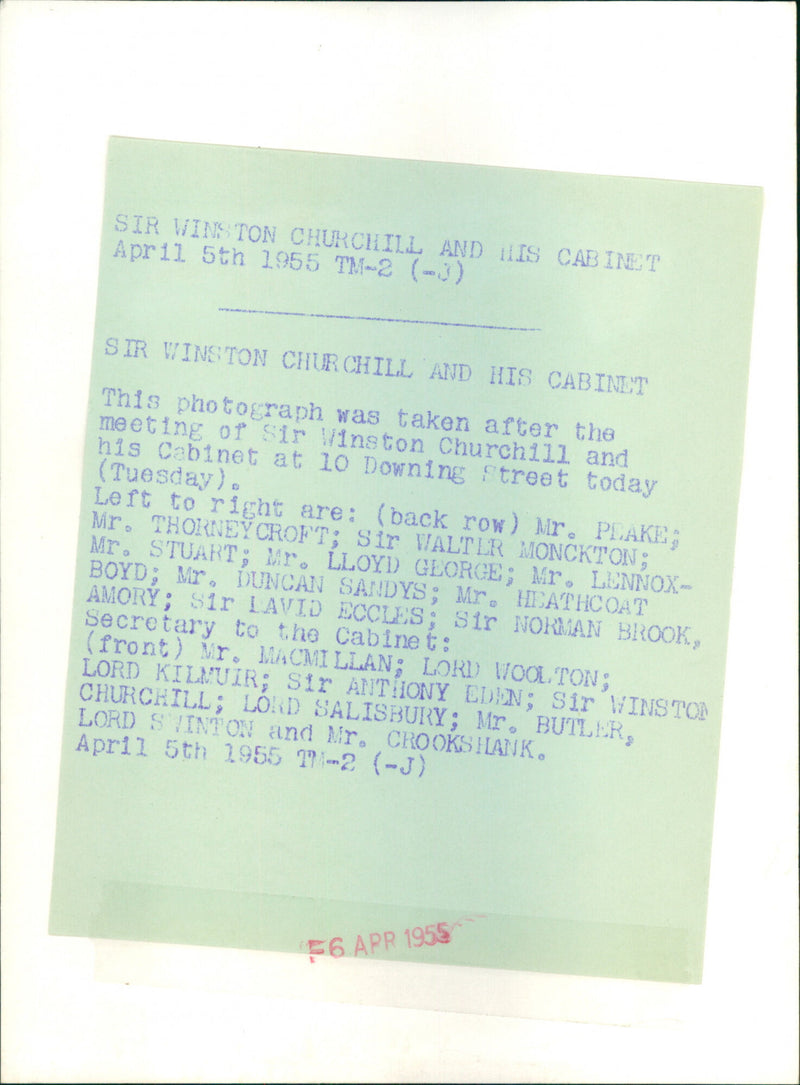 SIR WINSTON CHURCHILL AND HIS CABINET
April 5th 1955 TM-2 (-J)
SIR WINSTON CHURCHILL AND HIS CABINET
This photograph was taken after the
meeting of Sir Winston Churchill and
his Cabinet at 10 Downing Street today
(Tuesday).
Left to right are: (back row) Mr. PEAKE;
Mr. THORNEYCROFT; Sir WALTER MONCKTON;
Mr. STUART; Mr. LLOYD GEORGE; Mr. LENNOX-
BOYD; Mr. DUNCAN SANDYS; Mr. HEATHCOAT
AMORY; Sir DAVID ECCLES; Sir NORMAN BROOK,
Secretary to the Cabinet:
(front) Mr. MACMILLAN; LORD WOOLTON;
LORD KILMUIR; Sir ANTHONY EDEN; Sir WINSTON
CHURCHILL; LORD SALISBURY; Mr. BUTLER,
LORD SWINTON and Mr. CROOKSHANK.
April 5th 1955 TM-2 (-J)
6 APR 1955